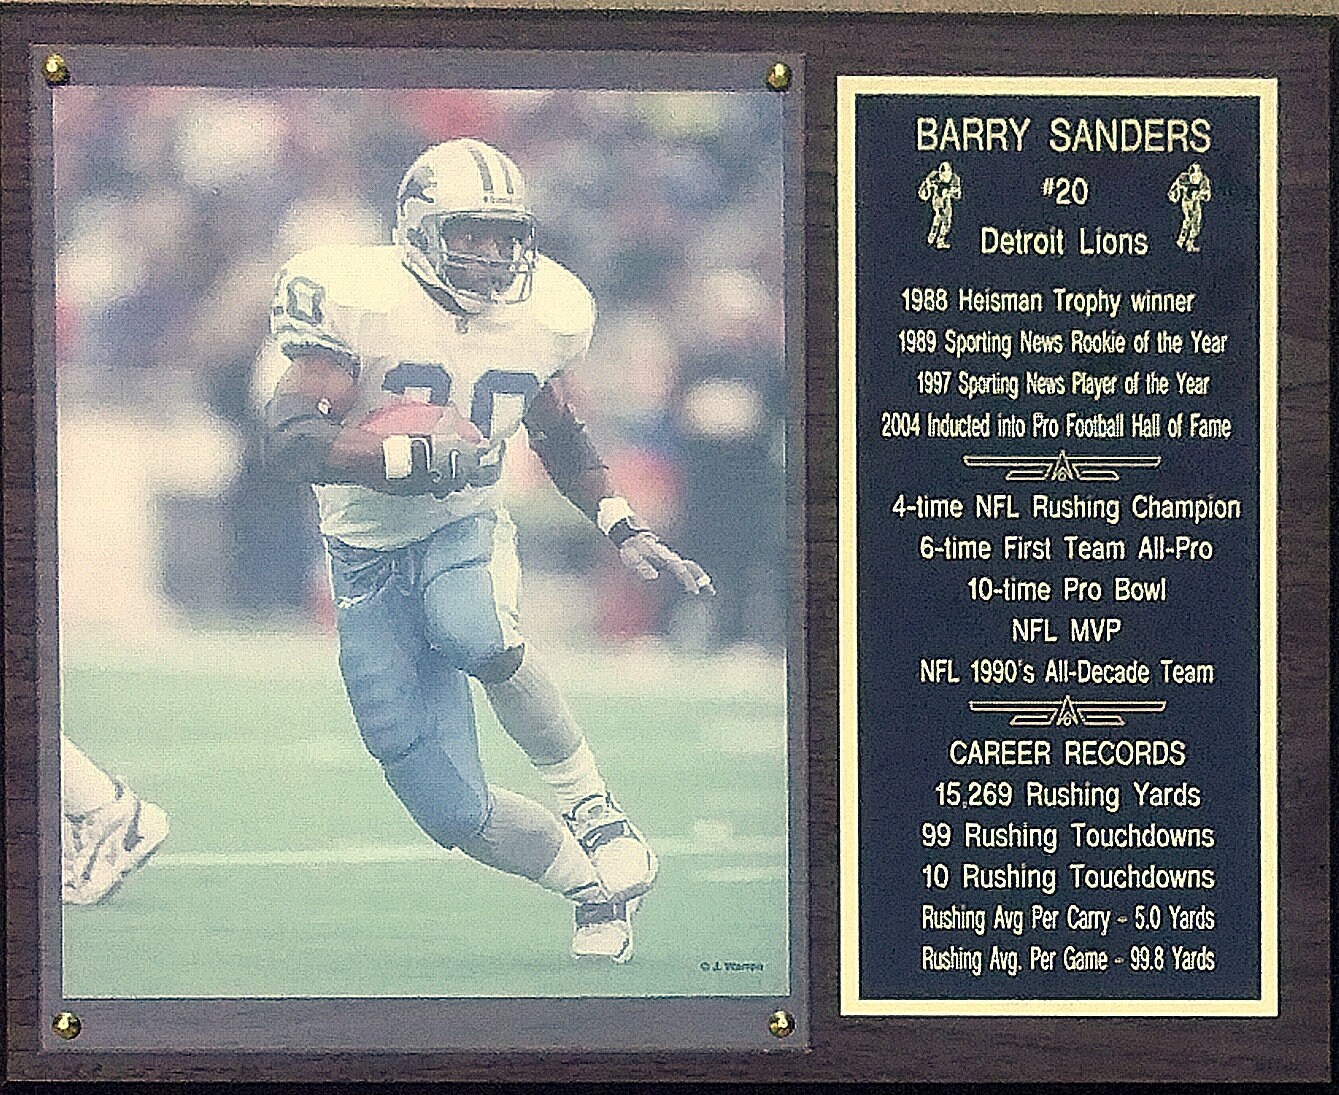 BARRY SANDERS
#20
Detroit Lions
1988 Heisman Trophy winner
1989 Sporting News Rookie of the Year
1997 Sporting News Player of the Year
2004 Inducted into Pro Football Hall of Fame
4-time NFL Rushing Champion
6-time First Team All-Pro
10-time Pro Bowl
NFL MVP
NFL 1990's All-Decade Team
CAREER RECORDS
15,269 Rushing Yards
99 Rushing Touchdowns
10 Rushing Touchdowns
Rushing Avg Per Carry - 5.0 Yards
Rushing Avg. Per Game - 99.8 Yards
20
20
© J. Warren